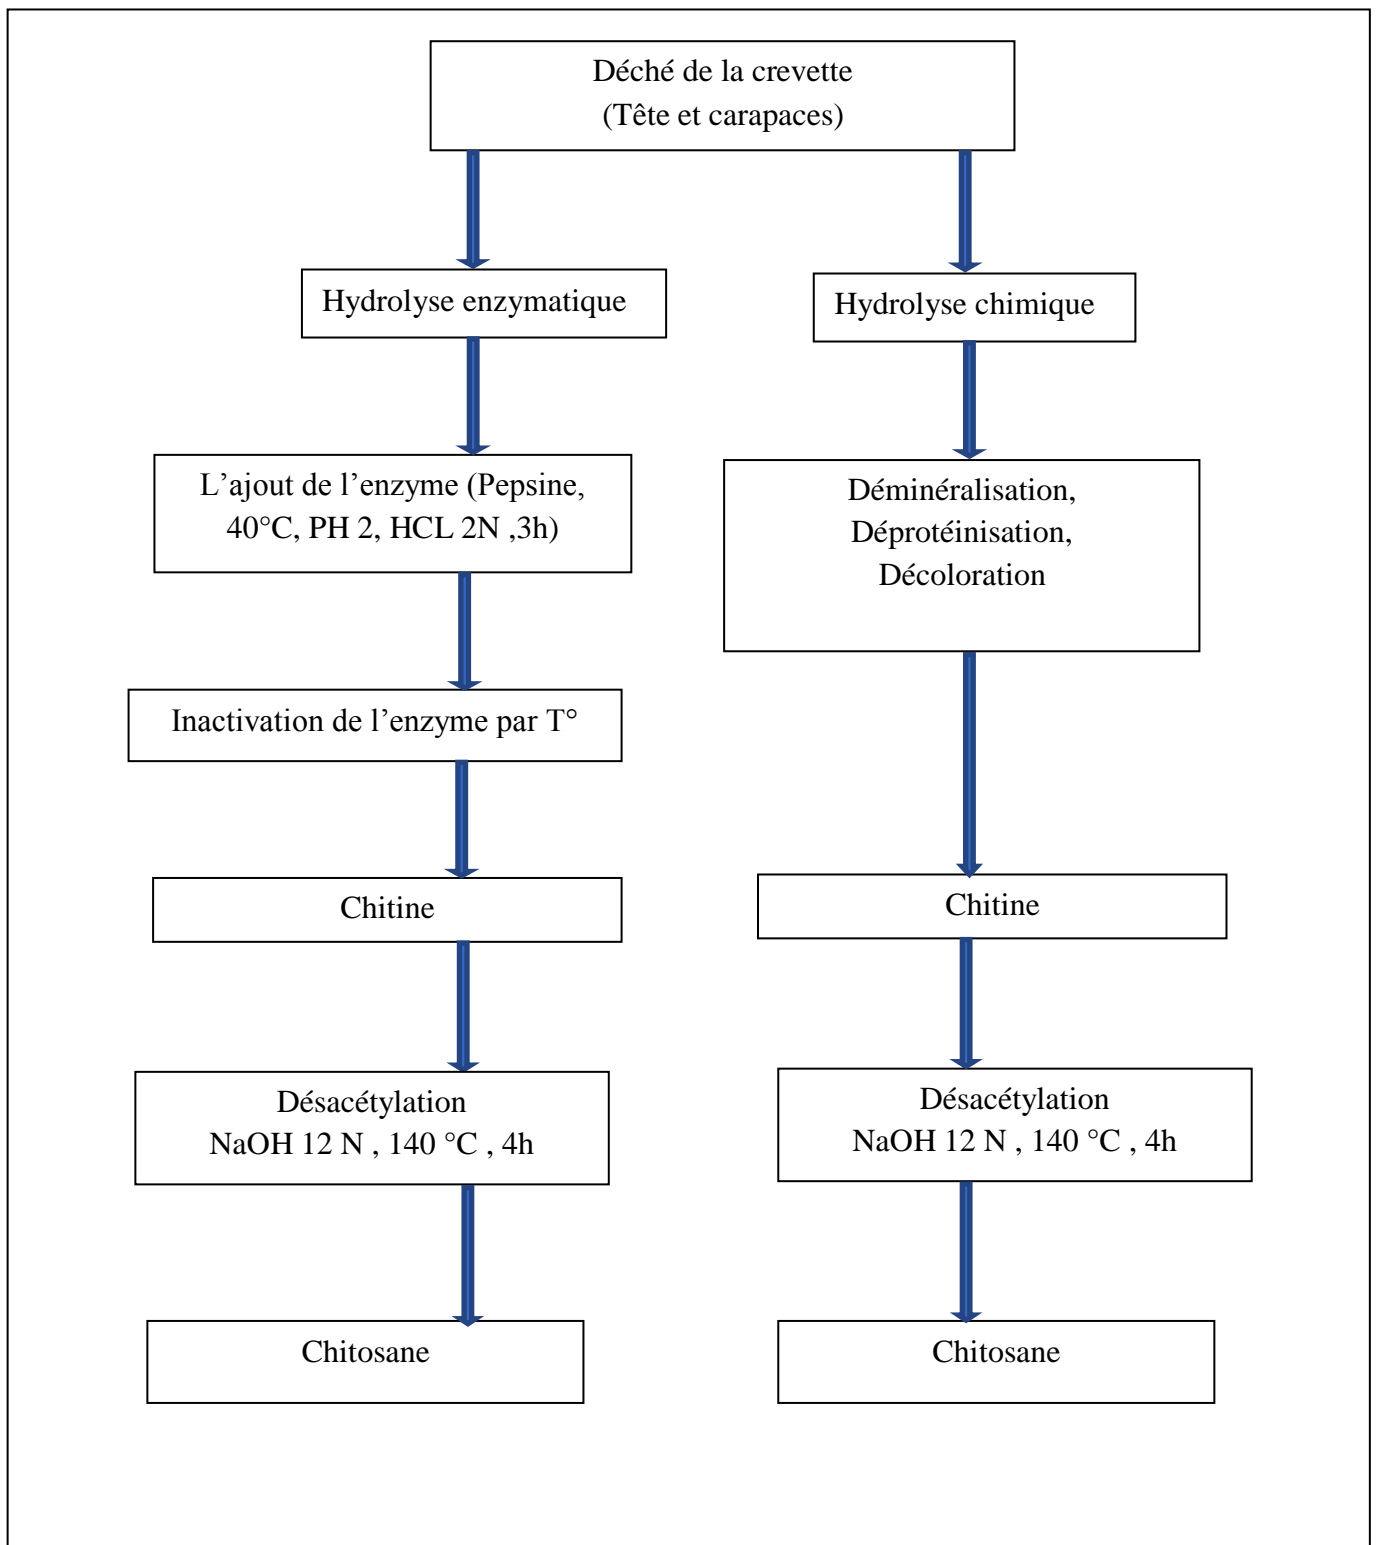 Déché de la crevette
(Tête et carapaces)
Hydrolyse enzymatique
Hydrolyse chimique
L’ajout de l’enzyme (Pepsine,
40°C, PH 2, HCL 2N ,3h)
Déminéralisation,
Déprotéinisation,
Décoloration
Inactivation de l’enzyme par T°
Chitine
Chitine
Désacétylation
NaOH 12 N , 140 °C , 4h
Désacétylation
NaOH 12 N , 140 °C , 4h
Chitosane
Chitosane